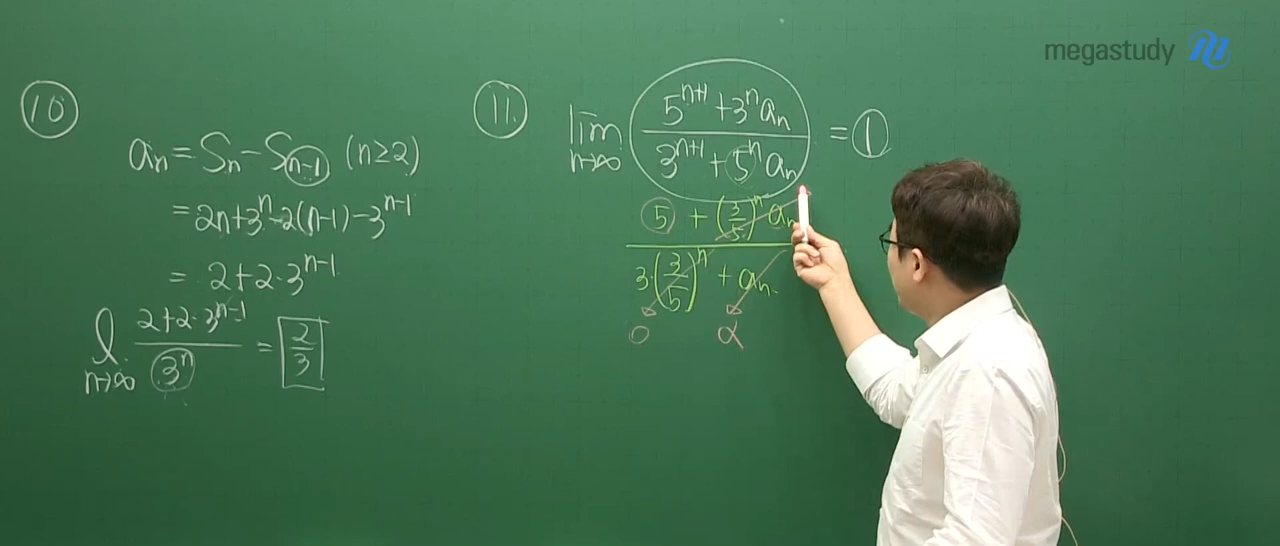 megastudy
10
aₙ = Sₙ - Sₙ₋₁ (n≥2)
= 2n+3ⁿ-2(n-1)-3ⁿ⁻¹
= 2+2·3ⁿ⁻¹
l. n→∞ (2+2·3ⁿ⁻¹)/(3ⁿ) = 2/3
11.
lim n→∞ (5ⁿ⁺¹+3ⁿaₙ)/(3ⁿ⁺¹+5ⁿaₙ) = 1
5 + (3/5)ⁿ aₙ
3·(3/5)ⁿ + aₙ.
0 α